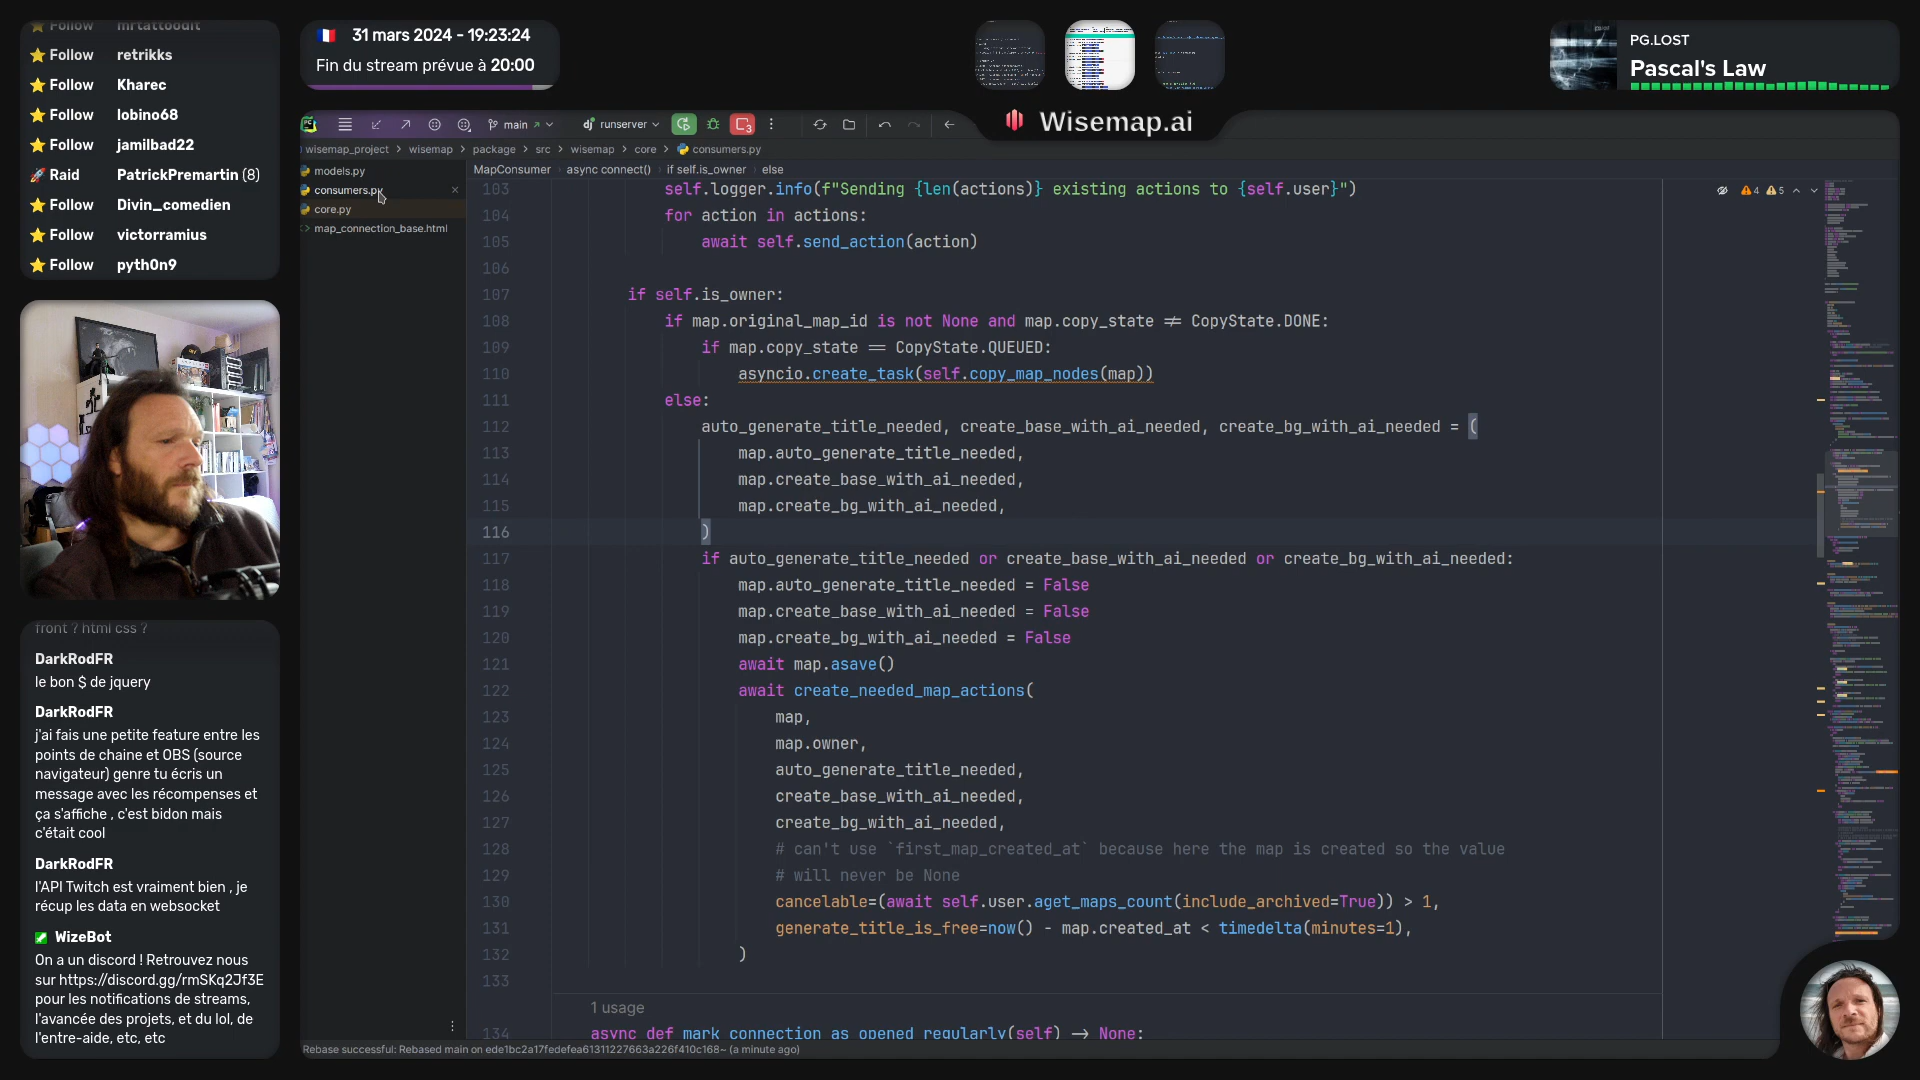 Follow mrtattoodit
Follow retrikks
Follow Kharec
Follow lobino68
Follow jamilbad22
Raid PatrickPremartin (8)
Follow Divin_comedien
Follow victorramius
Follow pyth0n9
31 mars 2024 - 19:23:24
Fin du stream prévue à 20:00
PG.LOST
Pascal's Law
Wisemap.ai
main
runserver
3
wisemap_project > wisemap > package > src > wisemap > core > consumers.py
models.py
consumers.py
core.py
map_connection_base.html
MapConsumer > async connect() > if self.is_owner > else
4 5
103 self.logger.info(f"Sending {len(actions)} existing actions to {self.user}")
104 for action in actions:
105 await self.send_action(action)
106
107 if self.is_owner:
108 if map.original_map_id is not None and map.copy_state ≠ CopyState.DONE:
109 if map.copy_state == CopyState.QUEUED:
110 asyncio.create_task(self.copy_map_nodes(map))
111 else:
112 auto_generate_title_needed, create_base_with_ai_needed, create_bg_with_ai_needed = (
113 map.auto_generate_title_needed,
114 map.create_base_with_ai_needed,
115 map.create_bg_with_ai_needed,
116 )
117 if auto_generate_title_needed or create_base_with_ai_needed or create_bg_with_ai_needed:
118 map.auto_generate_title_needed = False
119 map.create_base_with_ai_needed = False
120 map.create_bg_with_ai_needed = False
121 await map.asave()
122 await create_needed_map_actions(
123 map,
124 map.owner,
125 auto_generate_title_needed,
126 create_base_with_ai_needed,
127 create_bg_with_ai_needed,
128 # can't use `first_map_created_at` because here the map is created so the value
129 # will never be None
130 cancelable=(await self.user.aget_maps_count(include_archived=True)) > 1,
131 generate_title_is_free=now() - map.created_at < timedelta(minutes=1),
132 )
133
1 usage
134 async def mark_connection_as_opened_regularly(self) → None:
Rebase successful: Rebased main on ede1bc2a17fedefea61311227663a226f410c168~ (a minute ago)
front ? html css ?
DarkRodFR
le bon $ de jquery
DarkRodFR
j'ai fais une petite feature entre les
points de chaine et OBS (source
navigateur) genre tu écris un
message avec les récompenses et
ça s'affiche , c'est bidon mais
c'était cool
DarkRodFR
l'API Twitch est vraiment bien , je
récup les data en websocket
WizeBot
On a un discord ! Retrouvez nous
sur https://discord.gg/rmSKq2Jf3E
pour les notifications de streams,
l'avancée des projets, et du lol, de
l'entre-aide, etc, etc